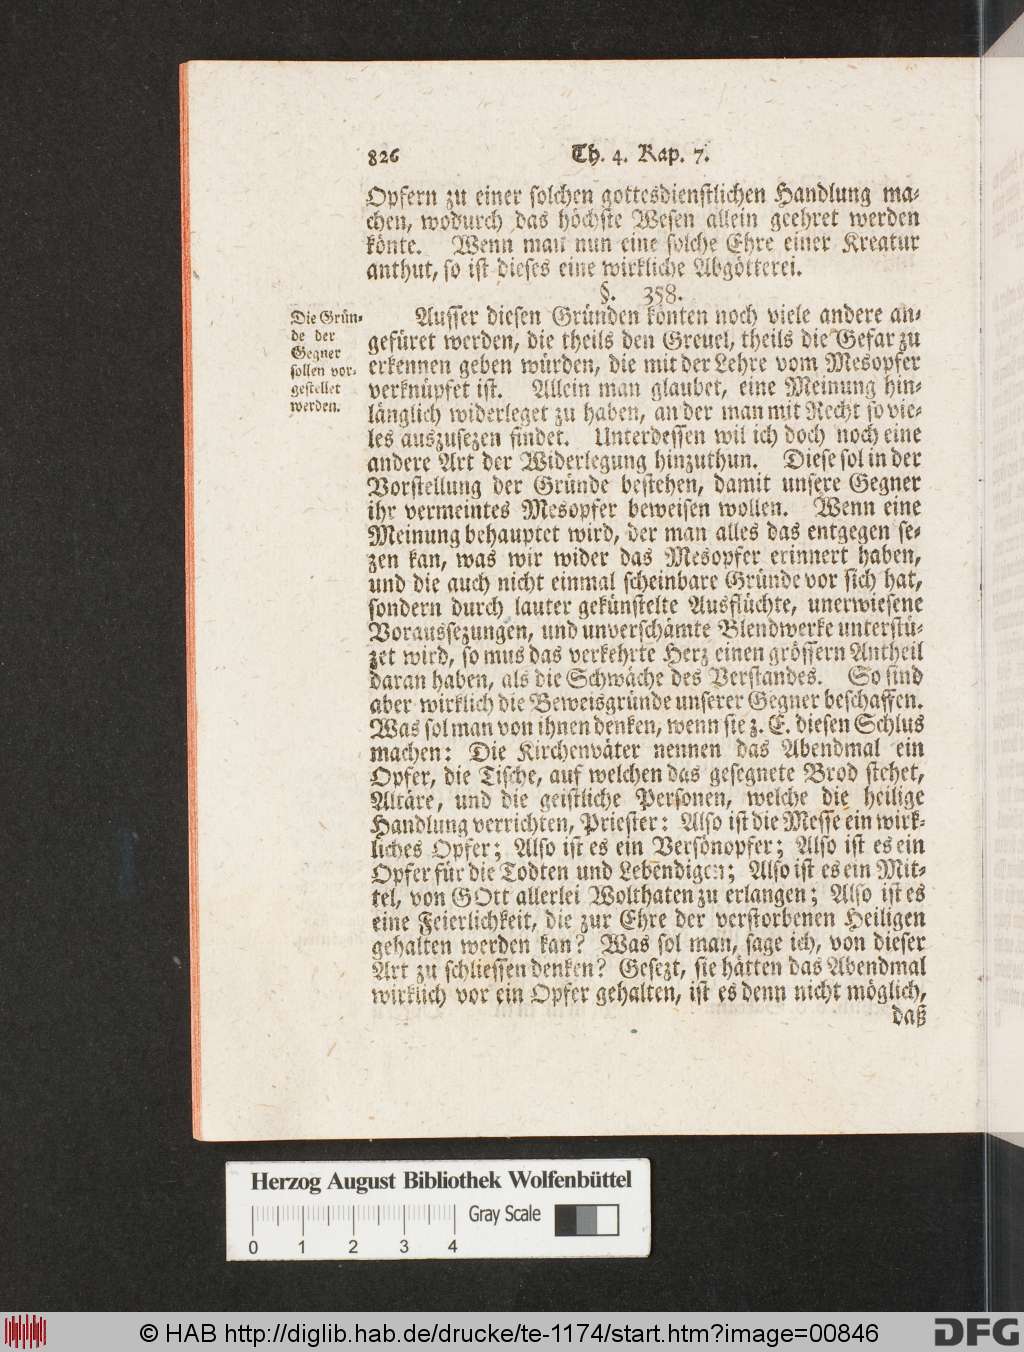 826 Th. 4. Kap. 7.
Opfern zu einer solchen gottesdienstlichen Handlung ma-
chen, wodurch das höchste Wesen allein geehret werden
könte. Wenn man nun eine solche Ehre einer Kreatur
anthut, so ist dieses eine wirkliche Abgötterei.
§. 358.
Die Grün-
de der
Gegner
sollen vor-
gestellet
werden.
Ausser diesen Gründen könten noch viele andere an-
gefüret werden, die theils den Greuel, theils die Gefar zu
erkennen geben würden, die mit der Lehre vom Mesopfer
verknüpfet ist. Allein man glaubet, eine Meinung hin-
länglich widerleget zu haben, an der man mit Recht so vie-
les auszusezen findet. Unterdessen wil ich doch noch eine
andere Art der Widerlegung hinzuthun. Diese sol in der
Vorstellung der Gründe bestehen, damit unsere Gegner
ihr vermeintes Mesopfer beweisen wollen. Wenn eine
Meinung behauptet wird, der man alles das entgegen se-
zen kan, was wir wider das Mesopfer erinnert haben,
und die auch nicht einmal scheinbare Gründe vor sich hat,
sondern durch lauter gekünstelte Ausflüchte, unerwiesene
Voraussezungen, und unverschämte Blendwerke unterstü-
zet wird, so mus das verkehrte Herz einen grössern Antheil
daran haben, als die Schwäche des Verstandes. So sind
aber wirklich die Beweisgründe unserer Gegner beschaffen.
Was sol man von ihnen denken, wenn sie z. E. diesen Schlus
machen: Die Kirchenväter nennen das Abendmal ein
Opfer, die Tische, auf welchen das gesegnete Brod stehet,
Altäre, und die geistliche Personen, welche die heilige
Handlung verrichten, Priester: Also ist die Messe ein wirk-
liches Opfer; Also ist es ein Versönopfer; Also ist es ein
Opfer für die Todten und Lebendigen; Also ist es ein Mit-
tel, von GOtt allerlei Wolthaten zu erlangen; Also ist es
eine Feierlichkeit, die zur Ehre der verstorbenen Heiligen
gehalten werden kan? Was sol man, sage ich, von dieser
Art zu schliessen denken? Gesezt, sie hätten das Abendmal
wirklich vor ein Opfer gehalten, ist es denn nicht möglich,
daß
Herzog August Bibliothek Wolfenbüttel
Gray Scale
0 1 2 3 4
© HAB http://diglib.hab.de/drucke/te-1174/start.htm?image=00846
DFG